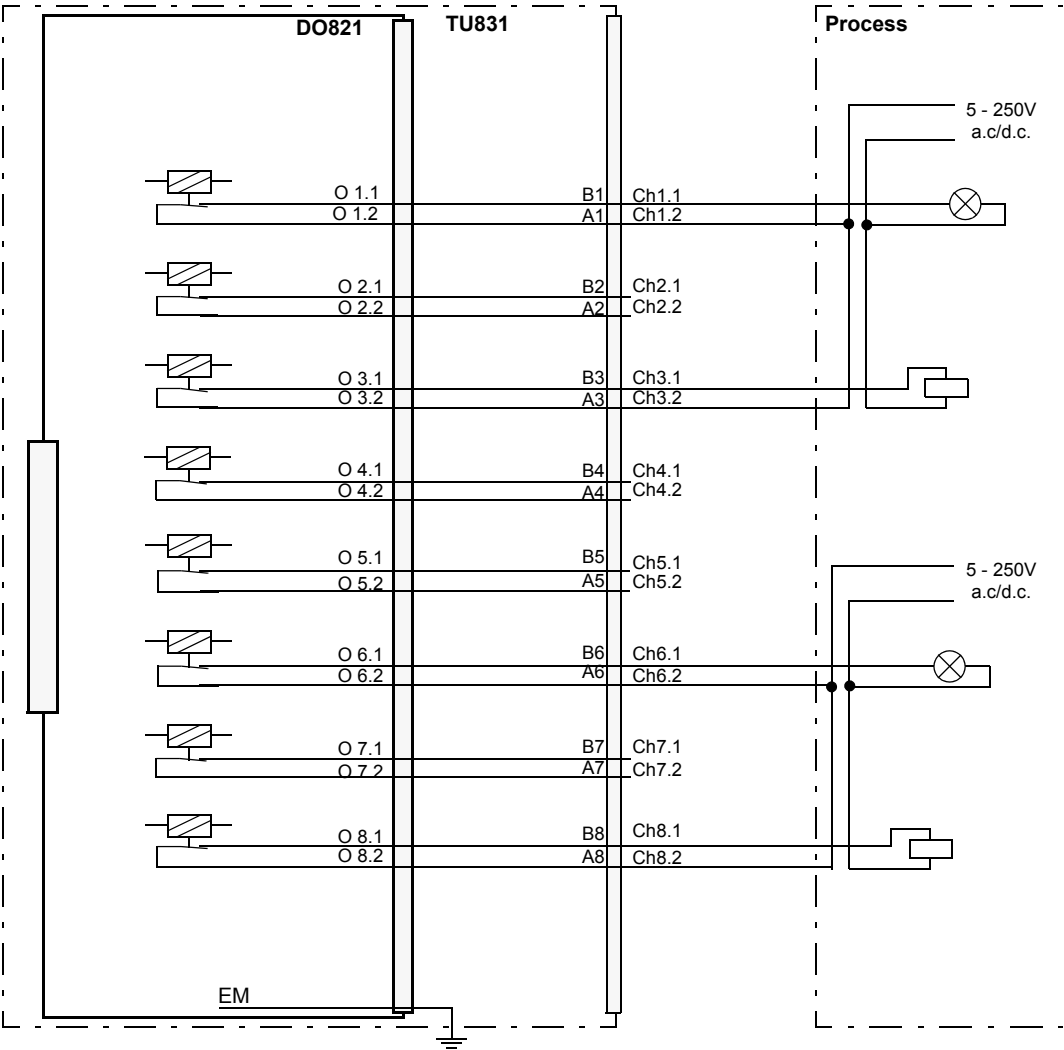 DO821 TU831 Process
5 - 250V
a.c/d.c.
O 1.1 B1 Ch1.1
O 1.2 A1 Ch1.2
O 2.1 B2 Ch2.1
O 2.2 A2 Ch2.2
O 3.1 B3 Ch3.1
O 3.2 A3 Ch3.2
O 4.1 B4 Ch4.1
O 4.2 A4 Ch4.2
O 5.1 B5 Ch5.1
O 5.2 A5 Ch5.2
5 - 250V
a.c/d.c.
O 6.1 B6 Ch6.1
O 6.2 A6 Ch6.2
O 7.1 B7 Ch7.1
O 7.2 A7 Ch7.2
O 8.1 B8 Ch8.1
O 8.2 A8 Ch8.2
EM